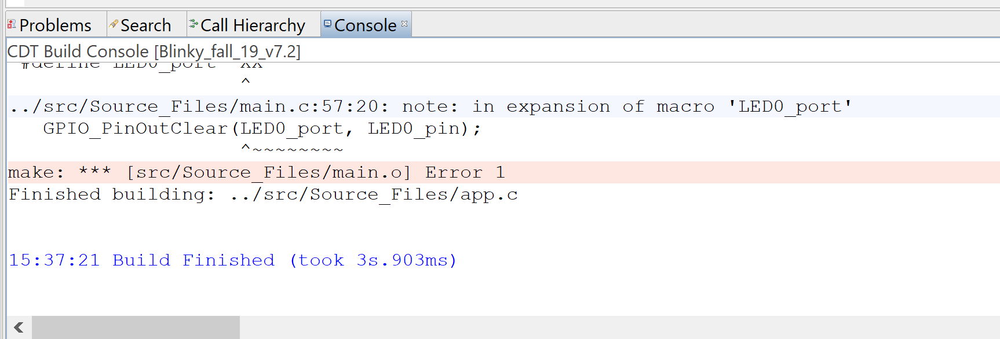 Problems Search Call Hierarchy Console
CDT Build Console [Blinky_fall_19_v7.2]
#define LED0_port xx
^
../src/Source_Files/main.c:57:20: note: in expansion of macro 'LED0_port'
GPIO_PinOutClear(LED0_port, LED0_pin);
^~~~~~~~~
make: *** [src/Source_Files/main.o] Error 1
Finished building: ../src/Source_Files/app.c
15:37:21 Build Finished (took 3s.903ms)